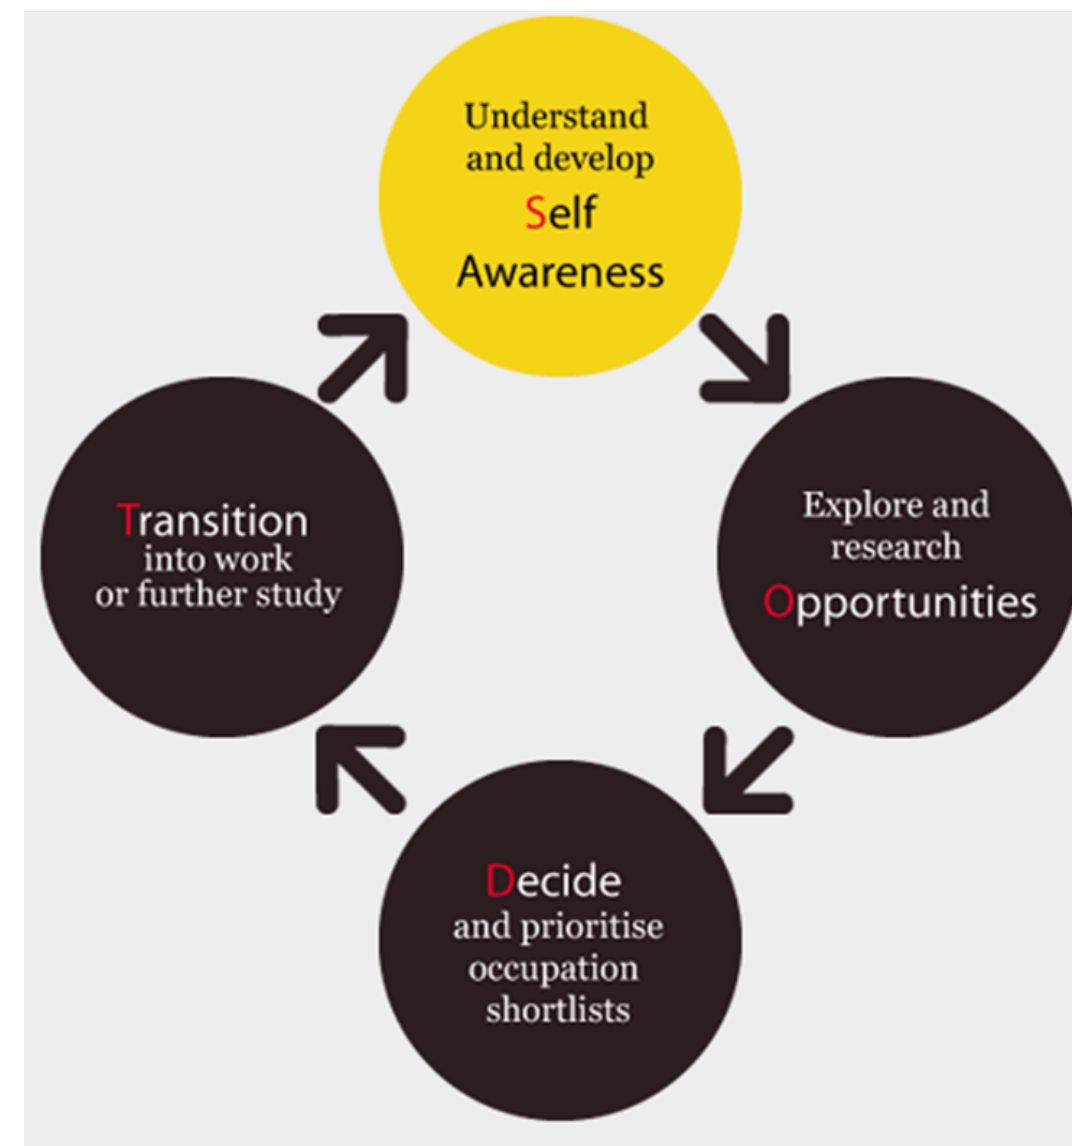 Understand
and develop
Self
Awareness
Explore and
research
Opportunities
Decide
and prioritise
occupation
shortlists
Transition
into work
or further study